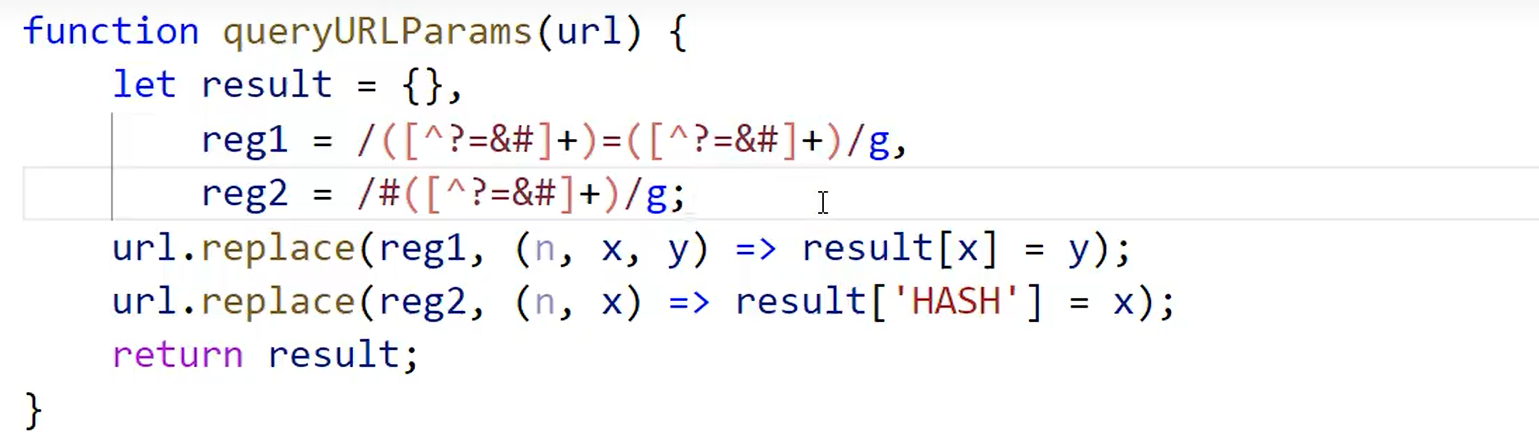 function queryURLParams(url) {
    let result = {},
        reg1 = /([^?=&#]+)=([^?=&#]+)/g,
        reg2 = /#([^?=&#]+)/g;
    url.replace(reg1, (n, x, y) => result[x] = y);
    url.replace(reg2, (n, x) => result['HASH'] = x);
    return result;
}